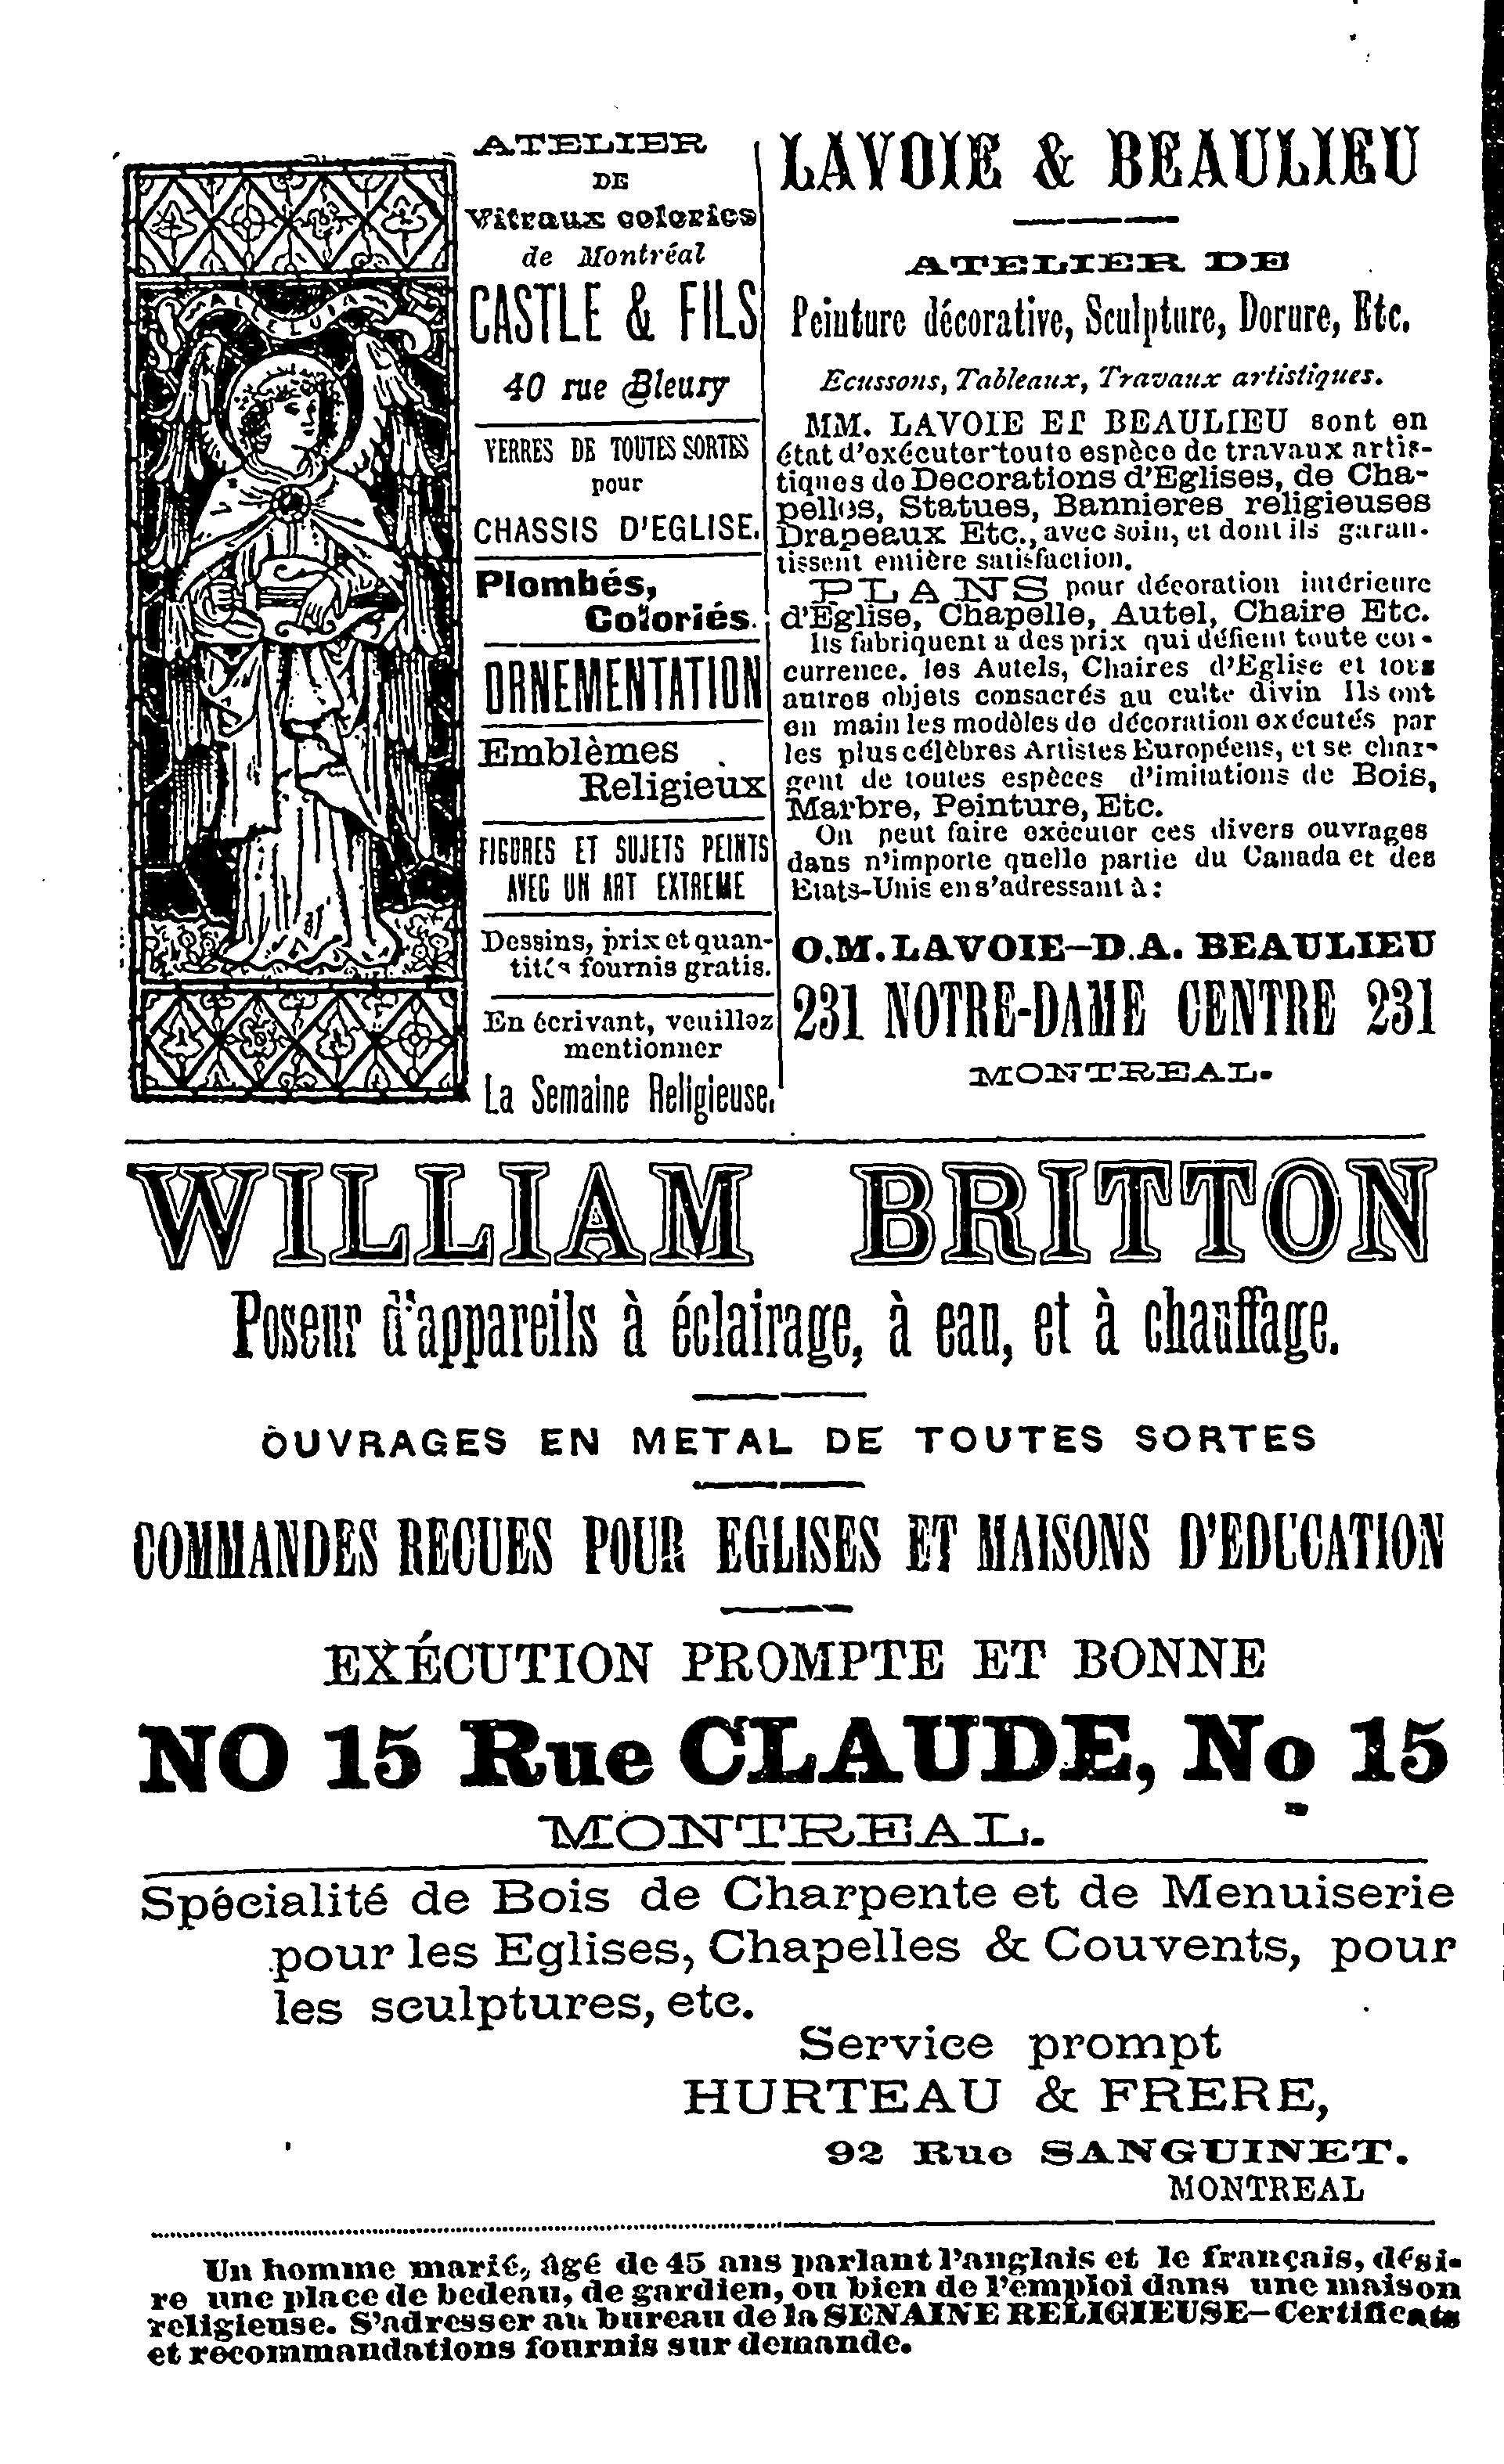 ALLELUIA
ATELIER
DE
Vitraux coloriés
de Montréal
CASTLE & FILS
40 rue Bleury
VERRES DE TOUTES SORTES
pour
CHASSIS D'EGLISE.
Plombés,
Coloriés.
ORNEMENTATION
Emblèmes
Religieux
FIGURES ET SUJETS PEINTS
AVEC UN ART EXTREME
Dessins, prix et quan-
tités fournis gratis.
En écrivant, veuillez
mentionner
La Semaine Religieuse.
LAVOIE & BEAULIEU
ATELIER DE
Peinture décorative, Sculpture, Dorure, Etc.
Ecussons, Tableaux, Travaux artistiques.
MM. LAVOIE ET BEAULIEU sont en
état d'exécuter toute espèce de travaux artis-
tiques de Decorations d'Eglises, de Cha-
pelles, Statues, Bannieres religieuses
Drapeaux Etc., avec soin, et dont ils garan-
tissent entière satisfaction.
PLANS pour décoration intérieure
d'Eglise, Chapelle, Autel, Chaire Etc.
Ils fabriquent a des prix qui défient toute con-
currence. les Autels, Chaires d'Eglise et tous
autres objets consacrés au culte divin Ils ont
en main les modèles de décoration exécutés par
les plus célèbres Artistes Européens, et se char-
gent de toutes espèces d'imitations de Bois,
Marbre, Peinture, Etc.
On peut faire exécuter ces divers ouvrages
dans n'importe quelle partie du Canada et des
Etats-Unis en s'adressant à:
O.M. LAVOIE—D.A. BEAULIEU
231 NOTRE-DAME CENTRE 231
MONTREAL.
WILLIAM BRITTON
Poseur d'appareils à éclairage, à eau, et à chauffage.
OUVRAGES EN METAL DE TOUTES SORTES
COMMANDES RECUES POUR EGLISES ET MAISONS D'EDUCATION
EXÉCUTION PROMPTE ET BONNE
NO 15 Rue CLAUDE, No 15
MONTREAL.
Spécialité de Bois de Charpente et de Menuiserie
pour les Eglises, Chapelles & Couvents, pour
les sculptures, etc.
Service prompt
HURTEAU & FRERE,
92 Rue SANGUINET.
MONTREAL
Un homme marié, âgé de 45 ans parlant l'anglais et le français, dési-
re une place de bedeau, de gardien, ou bien de l'emploi dans une maison
religieuse. S'adresser au bureau de la SENAINE RELIGIEUSE—Certificats
et recommandations fournis sur demande.